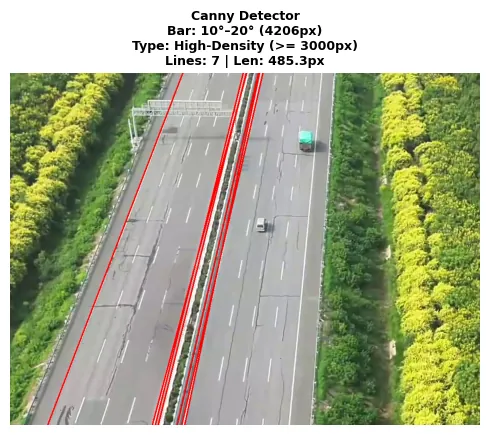 Canny Detector
Bar: 10°–20° (4206px)
Type: High-Density (>= 3000px)
Lines: 7 | Len: 485.3px